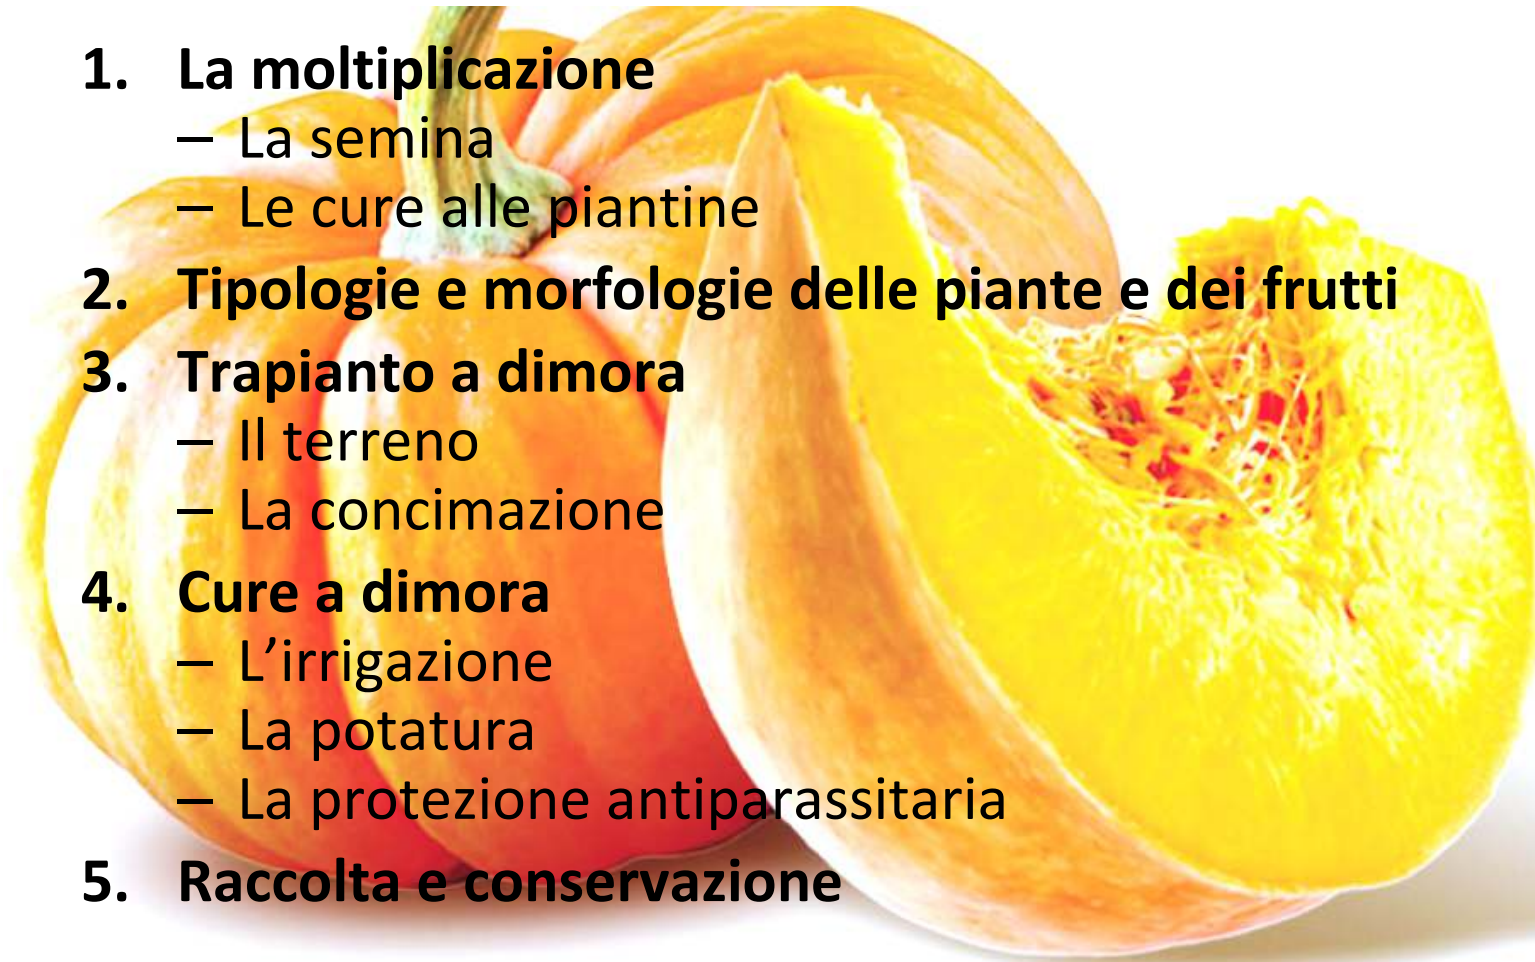 1. La moltiplicazione
– La semina
– Le cure alle piantine
2. Tipologie e morfologie delle piante e dei frutti
3. Trapianto a dimora
– Il terreno
– La concimazione
4. Cure a dimora
– L’irrigazione
– La potatura
– La protezione antiparassitaria
5. Raccolta e conservazione